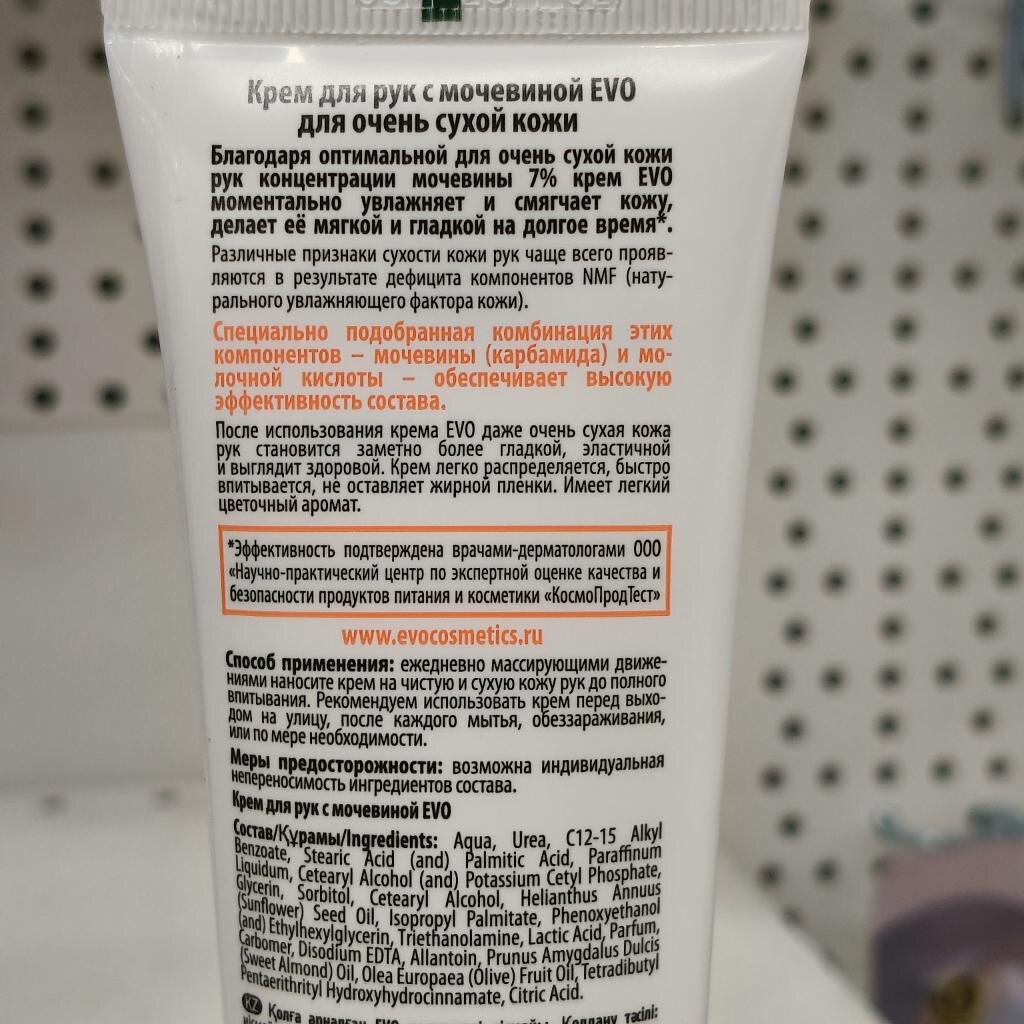 Крем для рук с мочевиной EVO
для очень сухой кожи
Благодаря оптимальной для очень сухой кожи
рук концентрации мочевины 7% крем EVO
моментально увлажняет и смягчает кожу,
делает её мягкой и гладкой на долгое время*.
Различные признаки сухости кожи рук чаще всего прояв-
ляются в результате дефицита компонентов NMF (нату-
рального увлажняющего фактора кожи).
Специально подобранная комбинация этих
компонентов – мочевины (карбамида) и мо-
лочной кислоты – обеспечивает высокую
эффективность состава.
После использования крема EVO даже очень сухая кожа
рук становится заметно более гладкой, эластичной
и выглядит здоровой. Крем легко распределяется, быстро
впитывается, не оставляет жирной пленки. Имеет легкий
цветочный аромат.
*Эффективность подтверждена врачами-дерматологами ООО
«Научно-практический центр по экспертной оценке качества и
безопасности продуктов питания и косметики «КосмоПродТест»
www.evocosmetics.ru
Способ применения: ежедневно массирующими движе-
ниями наносите крем на чистую и сухую кожу рук до полного
впитывания. Рекомендуем использовать крем перед выхо-
дом на улицу, после каждого мытья, обеззараживания,
или по мере необходимости.
Меры предосторожности: возможна индивидуальная
непереносимость ингредиентов состава.
Крем для рук с мочевиной EVO
Состав/Құрамы/Ingredients: Aqua, Urea, C12-15 Alkyl
Benzoate, Stearic Acid (and) Palmitic Acid, Paraffinum
Liquidum, Cetearyl Alcohol (and) Potassium Cetyl Phosphate,
Glycerin, Sorbitol, Cetearyl Alcohol, Helianthus Annuus
(Sunflower) Seed Oil, Isopropyl Palmitate, Phenoxyethanol
(and) Ethylhexylglycerin, Triethanolamine, Lactic Acid, Parfum,
Carbomer, Disodium EDTA, Allantoin, Prunus Amygdalus Dulcis
(Sweet Almond) Oil, Olea Europaea (Olive) Fruit Oil, Tetradibutyl
Pentaerithrityl Hydroxyhydrocinnamate, Citric Acid.
KZ Қолға арналған EVO Қолдану тәсілі: